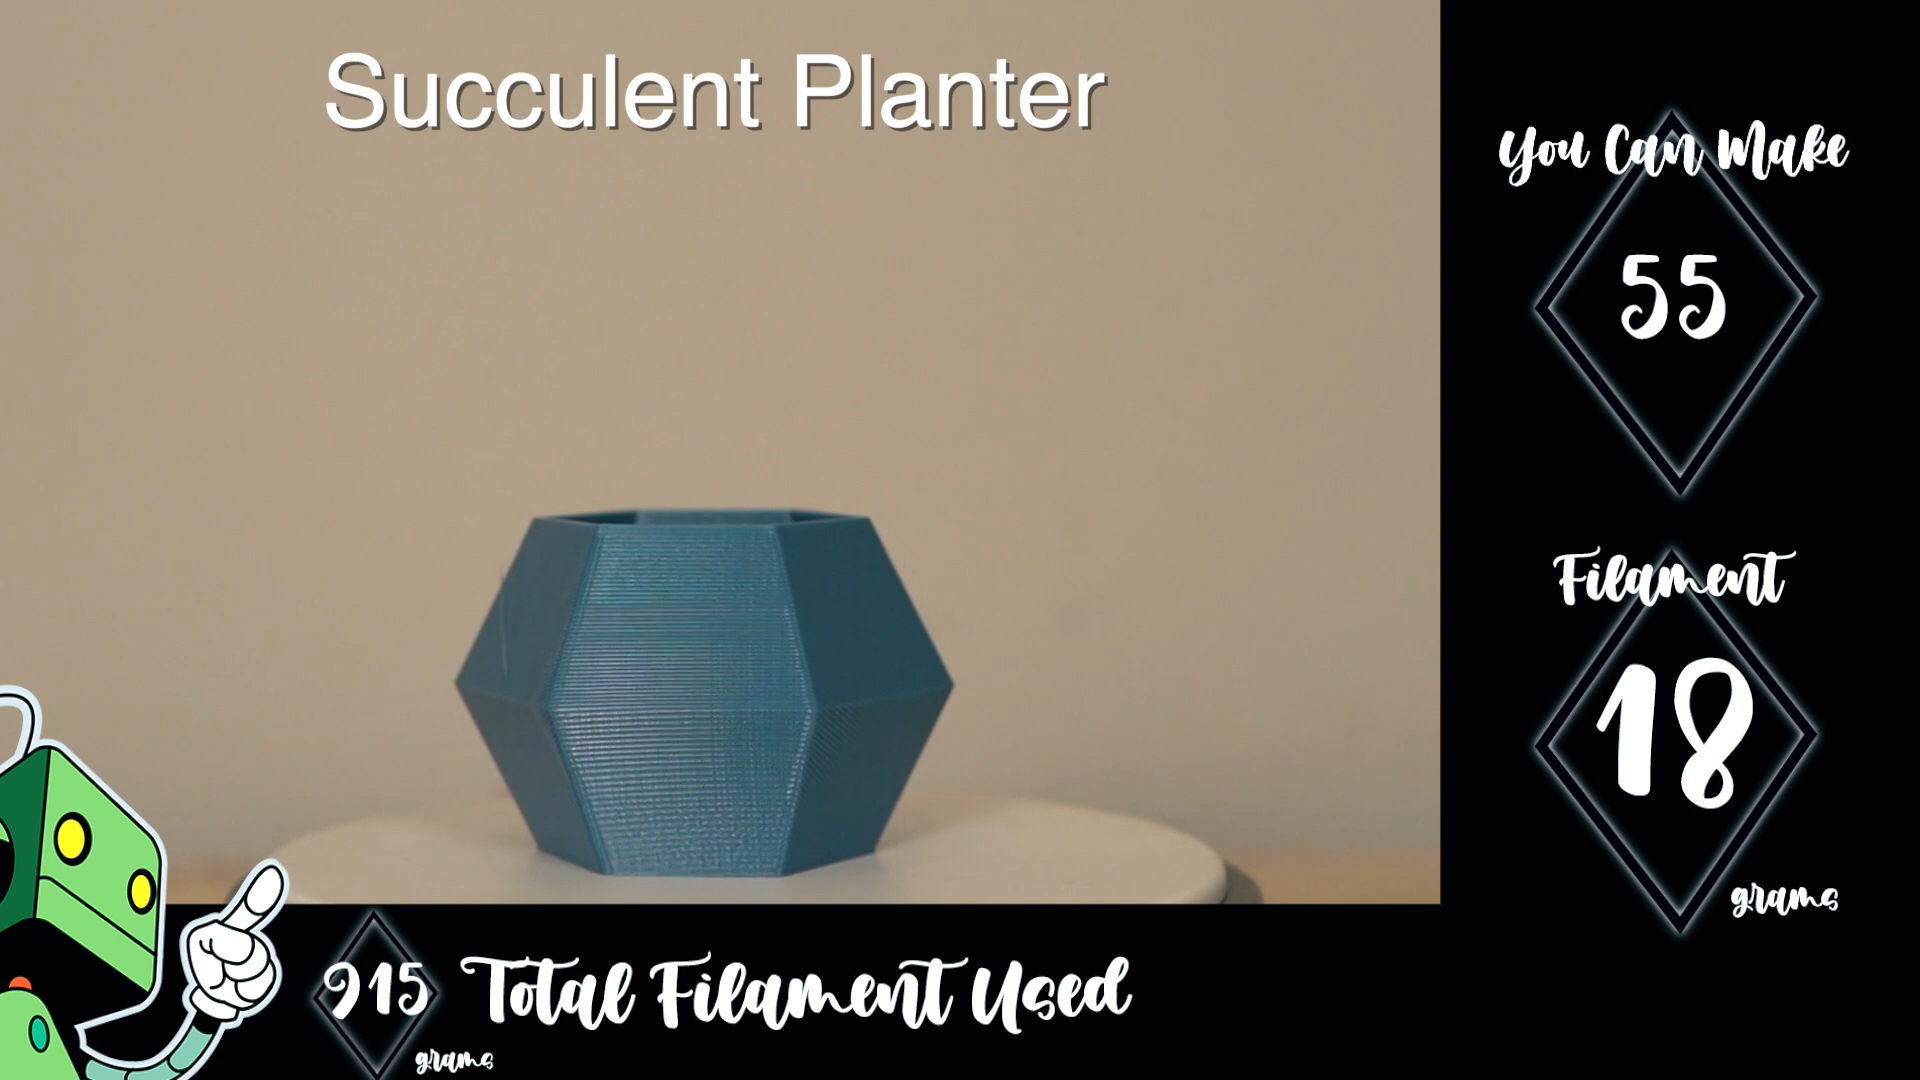 Succulent Planter
You Can Make
55
Filament
18
grams
915 Total Filament Used
grams